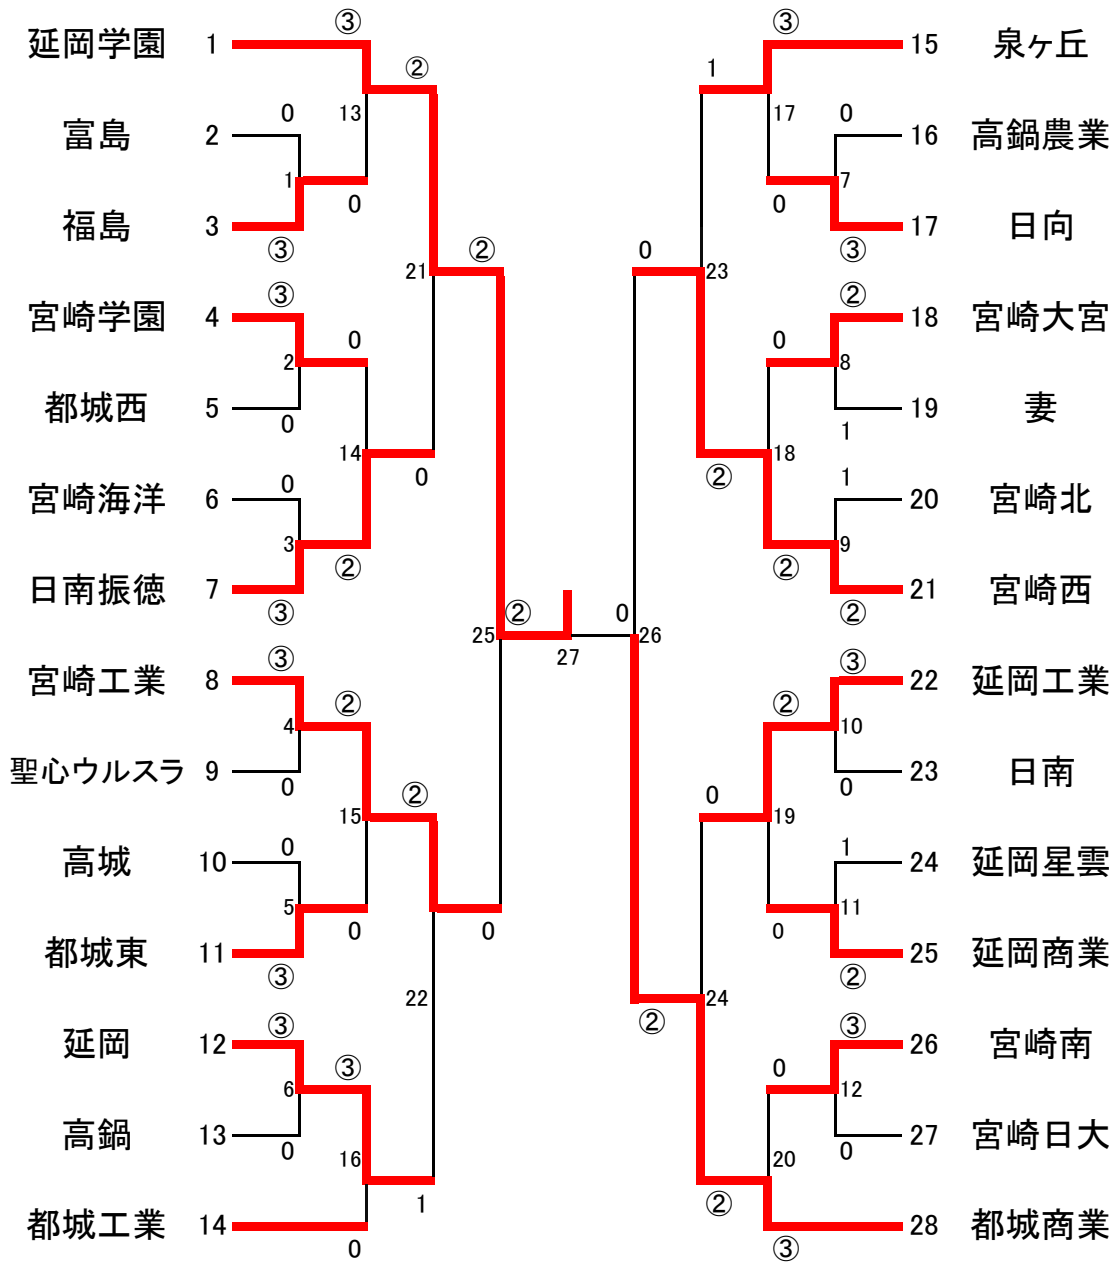 ③ ③
延岡学園 1 15 泉ヶ丘
② 1
0 13 17 0
富島 2 16 高鍋農業
1 7
0 0
福島 3 17 日向
③ ② 0 ③
21 23
③ ②
宮崎学園 4 18 宮崎大宮
0 0
2 8
都城西 5 19 妻
0 1
14 18
0 ② 1
宮崎海洋 6 0 20 宮崎北
3 9
② ②
日南振徳 7 21 宮崎西
③ ② 0 ②
25 26
27
③ ③
宮崎工業 8 22 延岡工業
② ②
4 10
聖心ウルスラ 9 23 日南
0 ② 0 0
15 19
0 1
高城 10 24 延岡星雲
5 11
0 0 0
都城東 11 25 延岡商業
③ ②
22 24
③ ② ③
延岡 12 26 宮崎南
③ 0
6 12
高鍋 13 27 宮崎日大
0 0
16 20
1 ②
都城工業 14 28 都城商業
0 ③